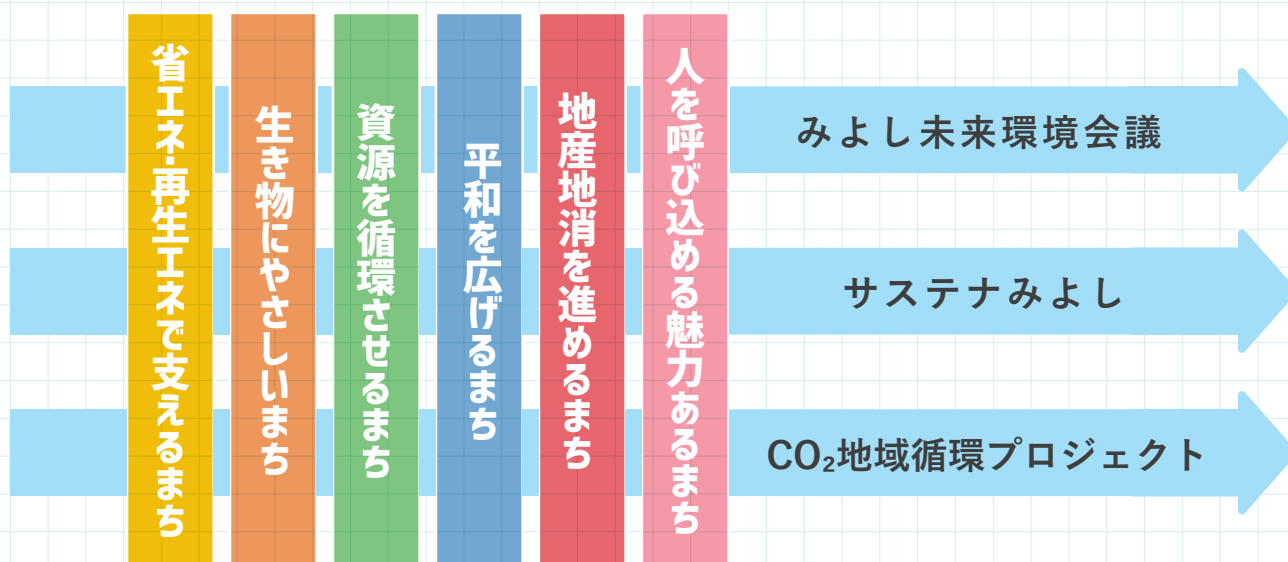 省エネ・再生エネで支えるまち
生き物にやさしいまち
資源を循環させるまち
平和を広げるまち
地産地消を進めるまち
人を呼び込める魅力あるまち
みよし未来環境会議
サステナみよし
CO₂地域循環プロジェクト